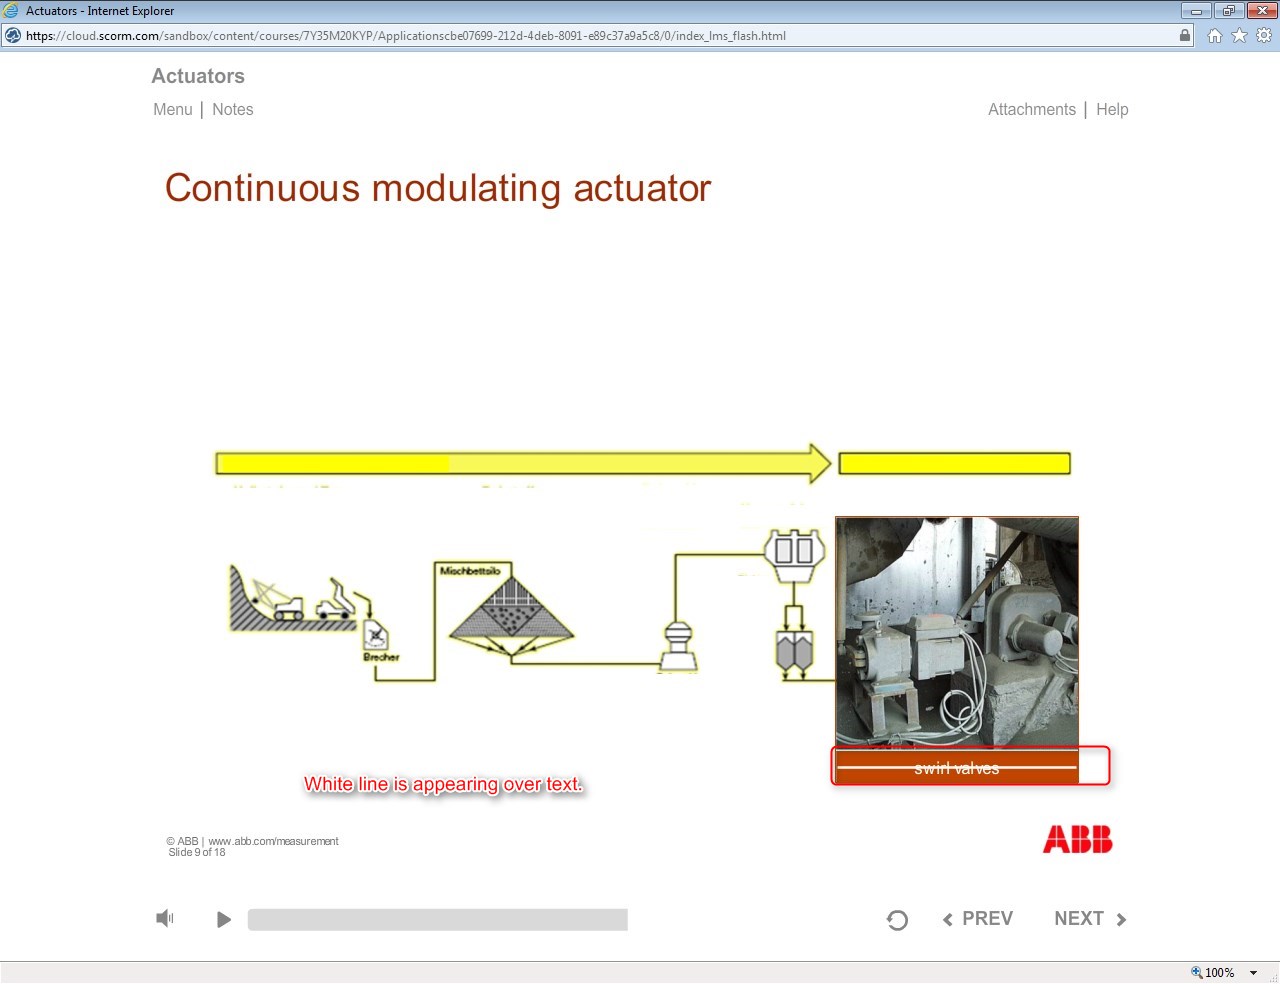 Actuators - Internet Explorer
https://cloud.scorm.com/sandbox/content/courses/7Y35M20KYP/Applicationscbe07699-212d-4deb-8091-e89c37a9a5c8/0/index_lms_flash.html
Actuators
Menu | Notes
Attachments | Help
Continuous modulating actuator
Mischbettsilo
Brecher
swirl valves
White line is appearing over text.
© ABB | www.abb.com/measurement
Slide 9 of 18
ABB
PREV
NEXT
100%